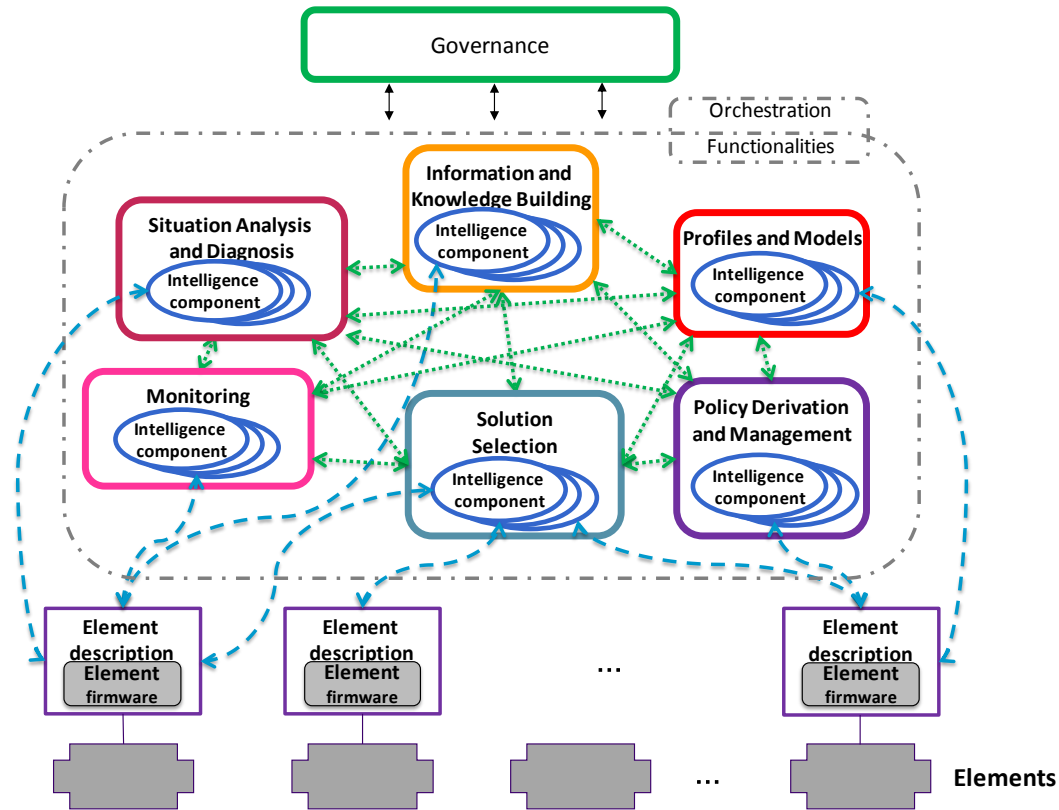 Governance
Orchestration
Functionalities
Information and
Knowledge Building
Intelligence
component
Situation Analysis
and Diagnosis
Intelligence
component
Profiles and Models
Intelligence
component
Monitoring
Intelligence
component
Solution
Selection
Intelligence
component
Policy Derivation
and Management
Intelligence
component
Element
description
Element
firmware
Element
description
Element
firmware
...
Element
description
Element
firmware
...
Elements